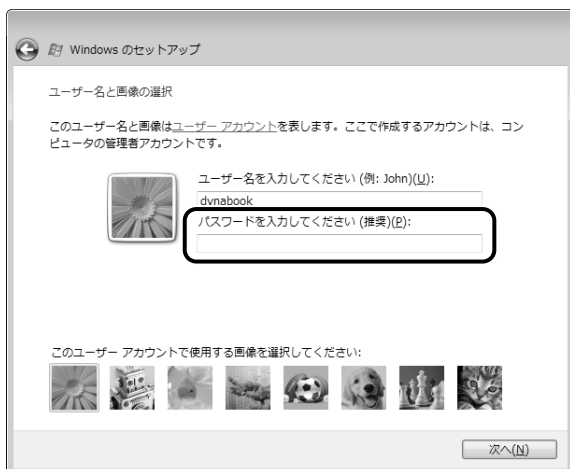 Windows のセットアップ
ユーザー名と画像の選択
このユーザー名と画像はユーザー アカウントを表します。ここで作成するアカウントは、コン
ピュータの管理者アカウントです。
ユーザー名を入力してください (例: John)(U):
dynabook
パスワードを入力してください (推奨)(P):
このユーザー アカウントで使用する画像を選択してください:
次へ(N)